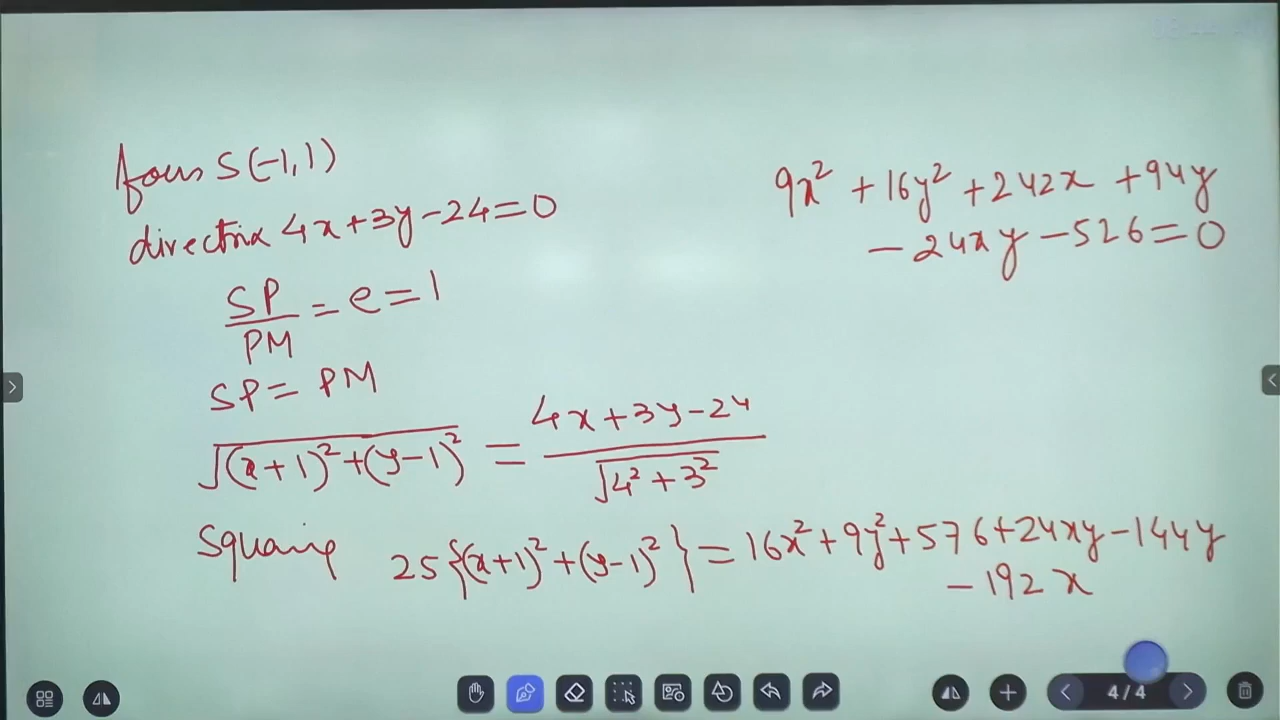 focus S(-1,1)
directrix 4x+3y-24=0
SP/PM = e = 1
SP = PM
√((x+1)²+(y-1)²) = (4x+3y-24)/√(4²+3²)
Squaring 25{(x+1)²+(y-1)²} = 16x²+9y²+576+24xy-144y
-192x
9x²+16y²+242x+94y
-24xy-526=0
4/4